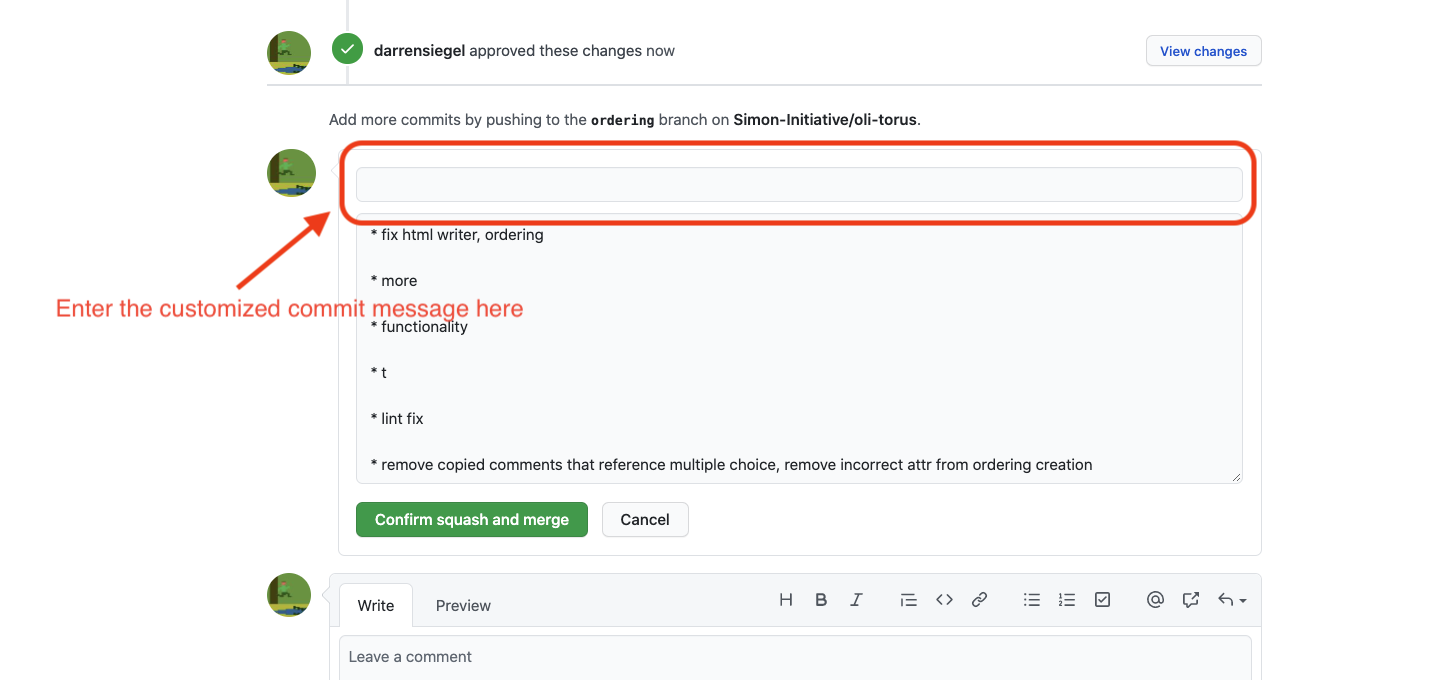 darrensiegel approved these changes now
View changes
Add more commits by pushing to the ordering branch on Simon-Initiative/oli-torus.
* fix html writer, ordering
* more
Enter the customized commit message here
* functionality
* t
* lint fix
* remove copied comments that reference multiple choice, remove incorrect attr from ordering creation
Confirm squash and merge
Cancel
Write
Preview
Leave a comment